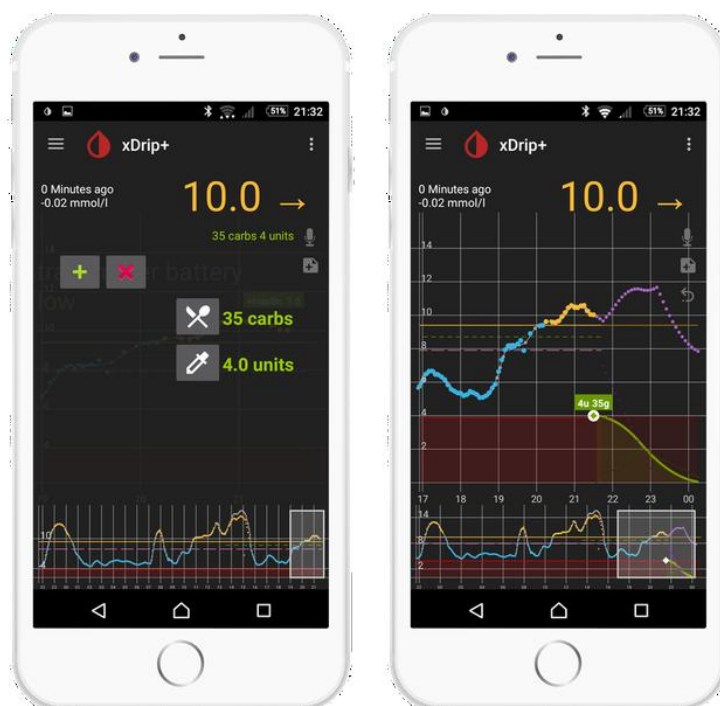 51% 21:32
xDrip+
0 Minutes ago
-0.02 mmol/l
10.0 →
35 carbs 4 units
35 carbs
4.0 units
51% 21:32
xDrip+
0 Minutes ago
-0.02 mmol/l
10.0 →
14
12
10
8
6
4
2
4u 35g
17 18 19 20 21 22 23 00
14
8
2